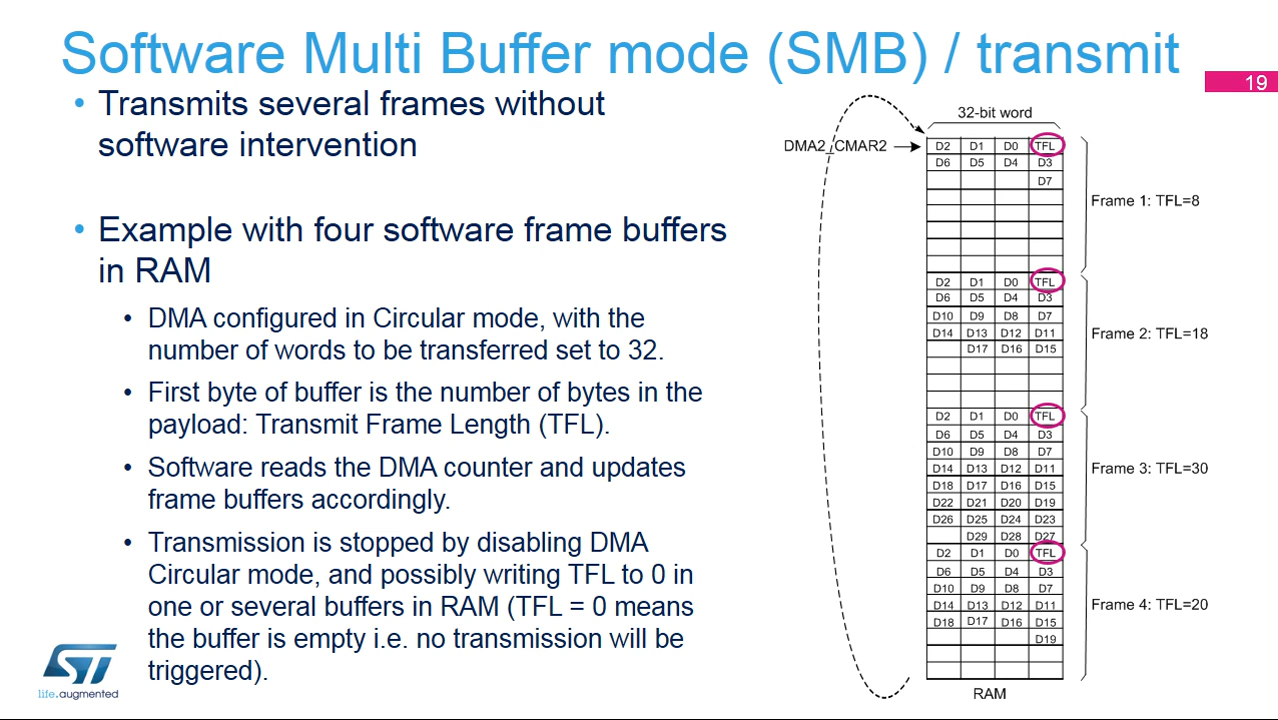 Software Multi Buffer mode (SMB) / transmit
19
• Transmits several frames without
software intervention
• Example with four software frame buffers
in RAM
• DMA configured in Circular mode, with the
number of words to be transferred set to 32.
• First byte of buffer is the number of bytes in the
payload: Transmit Frame Length (TFL).
• Software reads the DMA counter and updates
frame buffers accordingly.
• Transmission is stopped by disabling DMA
Circular mode, and possibly writing TFL to 0 in
one or several buffers in RAM (TFL = 0 means
the buffer is empty i.e. no transmission will be
triggered).
ST
life.augmented
32-bit word
DMA2_CMAR2
D2 D1 D0 TFL
D6 D5 D4 D3
D7
Frame 1: TFL=8
D2 D1 D0 TFL
D6 D5 D4 D3
D10 D9 D8 D7
D14 D13 D12 D11
D17 D16 D15
Frame 2: TFL=18
D2 D1 D0 TFL
D6 D5 D4 D3
D10 D9 D8 D7
D14 D13 D12 D11
D18 D17 D16 D15
D22 D21 D20 D19
D26 D25 D24 D23
D29 D28 D27
Frame 3: TFL=30
D2 D1 D0 TFL
D6 D5 D4 D3
D10 D9 D8 D7
D14 D13 D12 D11
D18 D17 D16 D15
D19
Frame 4: TFL=20
RAM